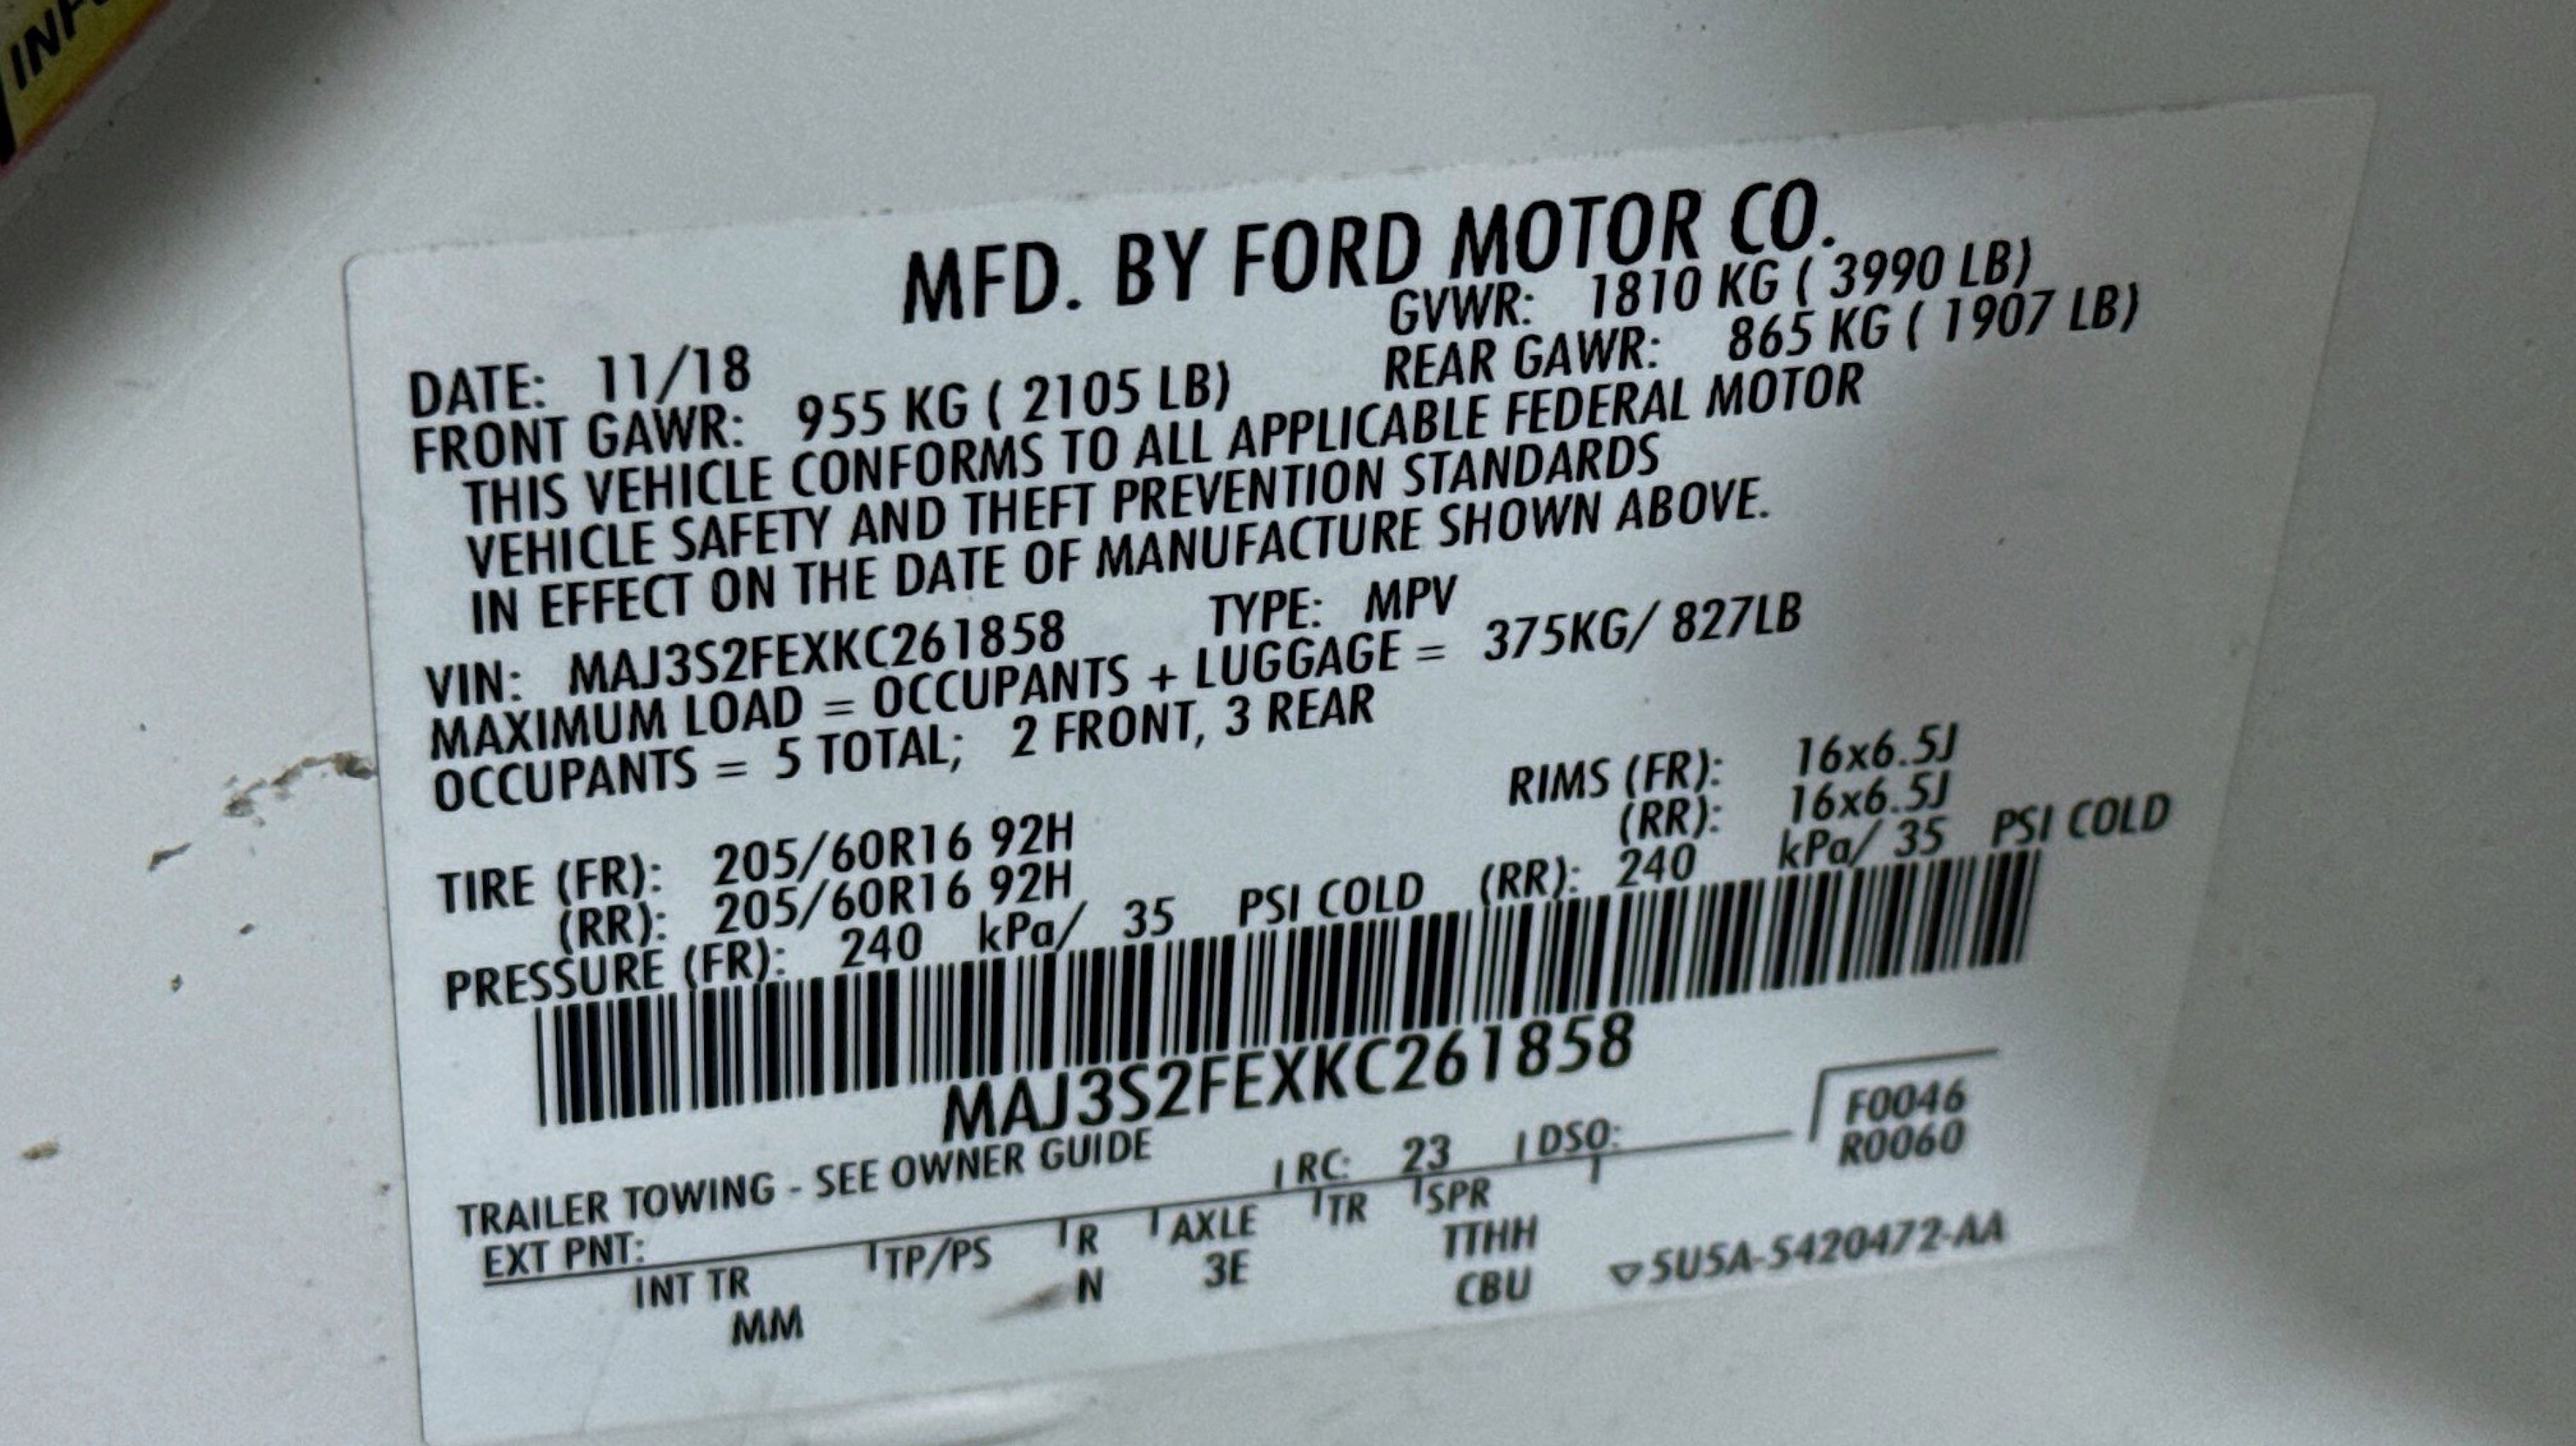 INF
MFD. BY FORD MOTOR CO.
DATE: 11/18 GVWR: 1810 KG ( 3990 LB)
FRONT GAWR: 955 KG ( 2105 LB) REAR GAWR: 865 KG ( 1907 LB)
THIS VEHICLE CONFORMS TO ALL APPLICABLE FEDERAL MOTOR
VEHICLE SAFETY AND THEFT PREVENTION STANDARDS
IN EFFECT ON THE DATE OF MANUFACTURE SHOWN ABOVE.
VIN: MAJ3S2FEXKC261858 TYPE: MPV
MAXIMUM LOAD = OCCUPANTS + LUGGAGE = 375KG/ 827LB
OCCUPANTS = 5 TOTAL; 2 FRONT, 3 REAR
TIRE (FR): 205/60R16 92H RIMS (FR): 16x6.5J
(RR): 205/60R16 92H (RR): 16x6.5J
PRESSURE (FR): 240 kPa/ 35 PSI COLD (RR): 240 kPa/ 35 PSI COLD
MAJ3S2FEXKC261858
TRAILER TOWING - SEE OWNER GUIDE
EXT PNT: RC: 23 DSO: F0046
R0060
INT TR TP/PS R AXLE TR SPR
MM N 3E TTHH
CBU
▽5U5A-5420472-AA